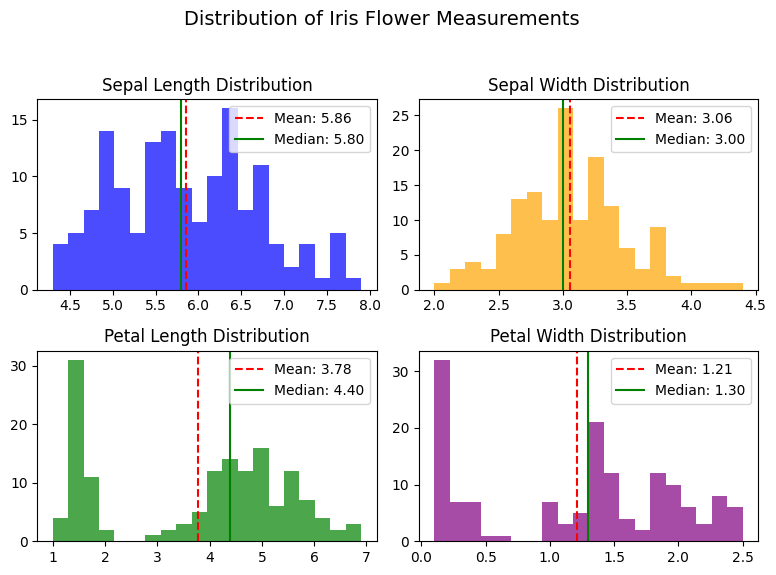 Distribution of Iris Flower Measurements
Sepal Length Distribution
Mean: 5.86
Median: 5.80
0
5
10
15
4.5 5.0 5.5 6.0 6.5 7.0 7.5 8.0
Sepal Width Distribution
Mean: 3.06
Median: 3.00
25
20
15
10
5
0
2.0 2.5 3.0 3.5 4.0 4.5
Petal Length Distribution
Mean: 3.78
Median: 4.40
30
20
10
0
1 2 3 4 5 6 7
Petal Width Distribution
Mean: 1.21
Median: 1.30
30
20
10
0
0.0 0.5 1.0 1.5 2.0 2.5